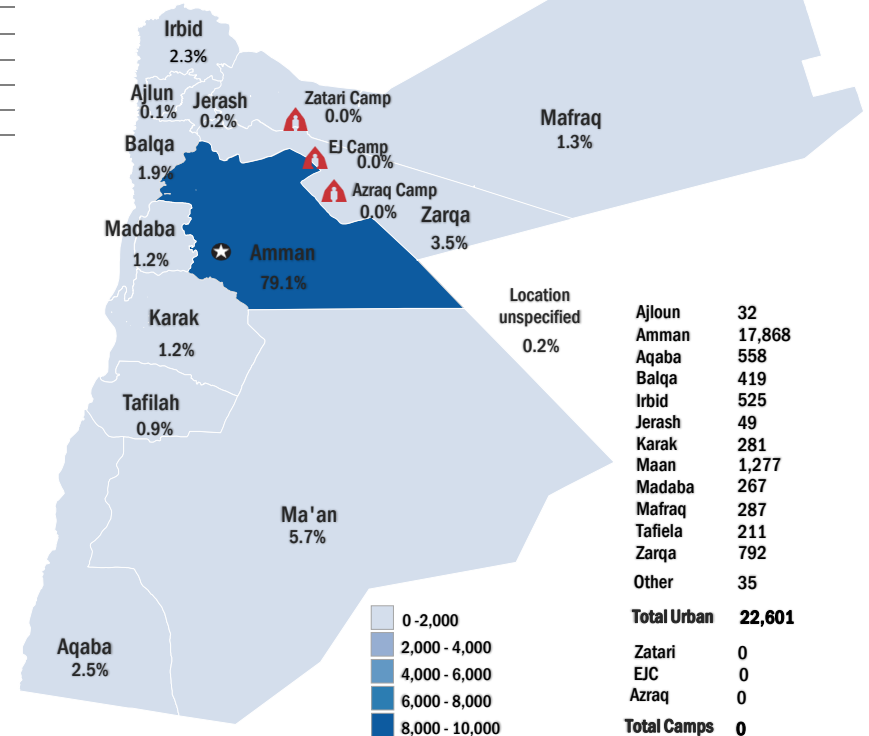 Irbid
2.3%
Ajlun
0.1%
Jerash
0.2%
Zatari Camp
0.0%
Mafraq
1.3%
Balqa
1.9%
EJ Camp
0.0%
Azraq Camp
0.0%
Zarqa
3.5%
Madaba
1.2%
Amman
79.1%
Karak
1.2%
Location
unspecified
0.2%
Tafilah
0.9%
Ma'an
5.7%
Aqaba
2.5%
0 -2,000
2,000 - 4,000
4,000 - 6,000
6,000 - 8,000
8,000 - 10,000
Ajloun 32
Amman 17,868
Aqaba 558
Balqa 419
Irbid 525
Jerash 49
Karak 281
Maan 1,277
Madaba 267
Mafraq 287
Tafiela 211
Zarqa 792
Other 35
Total Urban 22,601
Zatari 0
EJC 0
Azraq 0
Total Camps 0